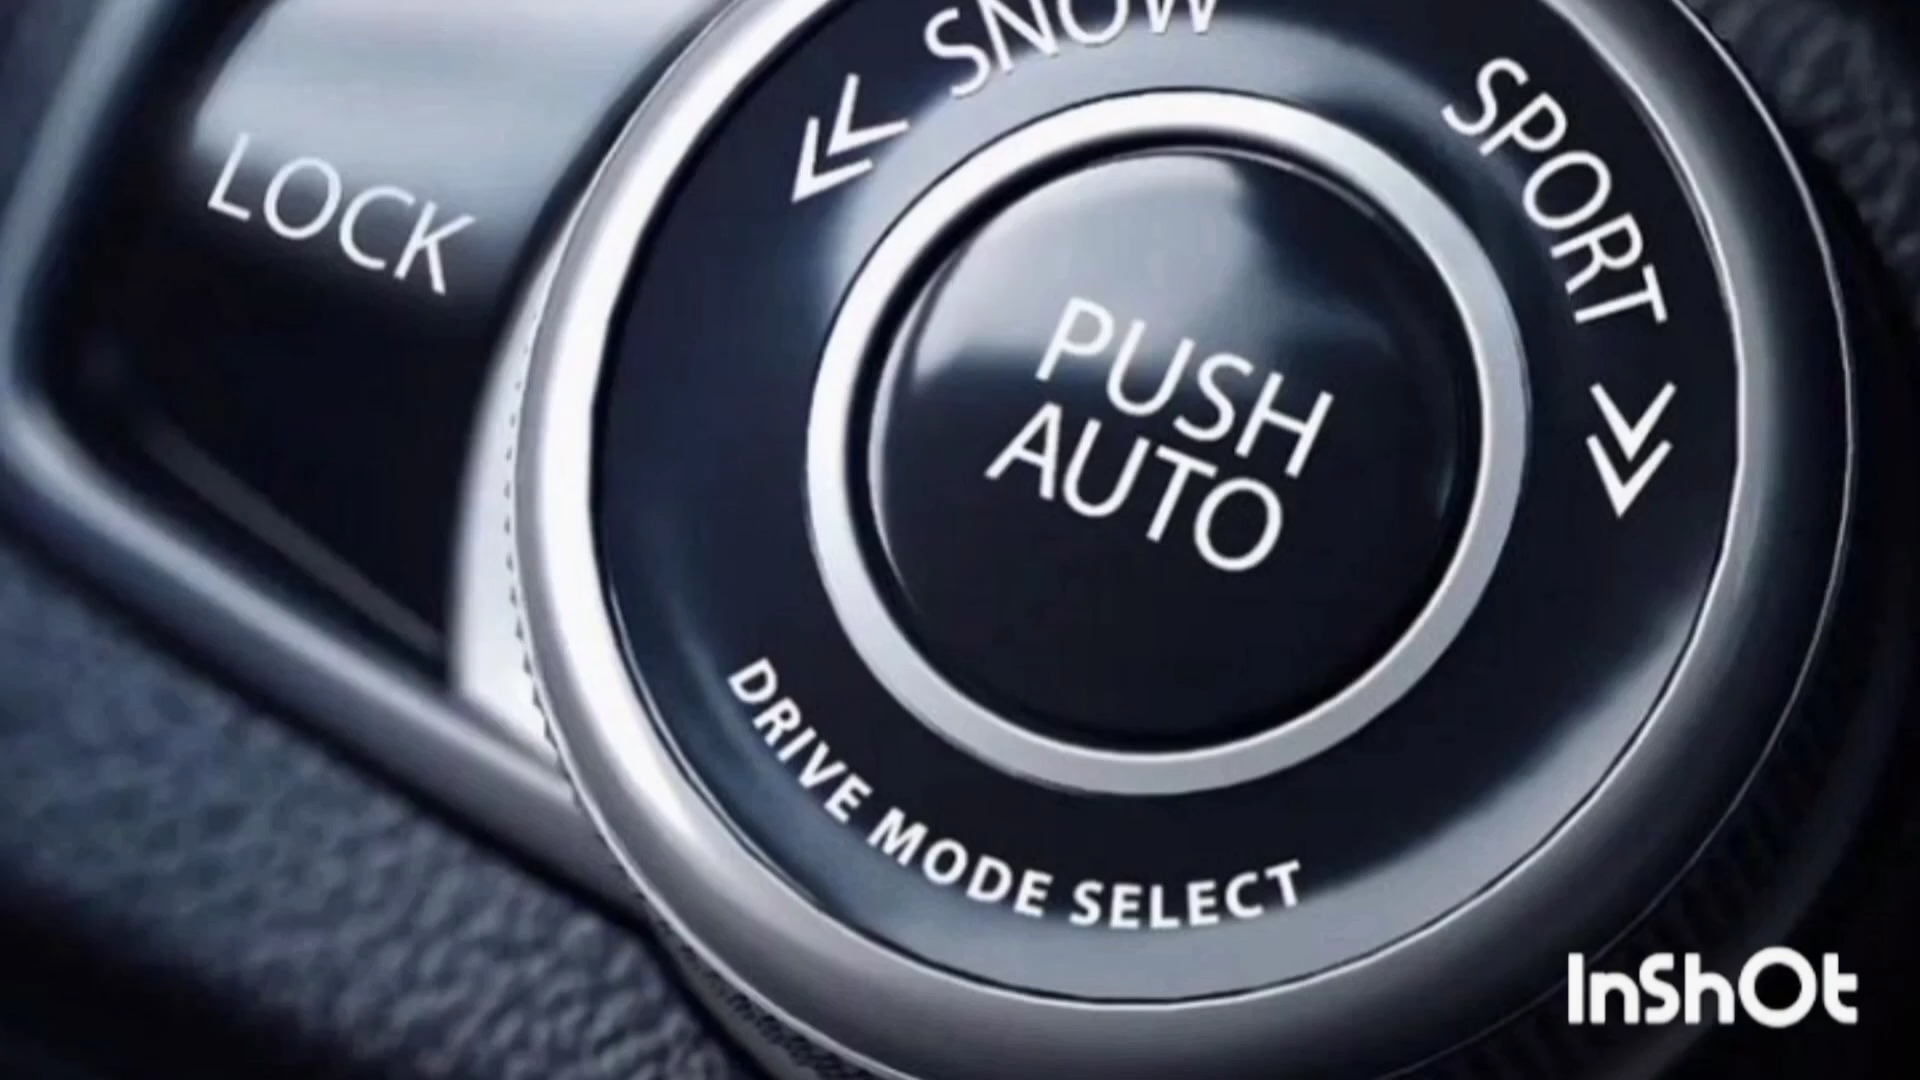 SNOW
SPORT
LOCK
PUSH
AUTO
DRIVE MODE SELECT
InShOt